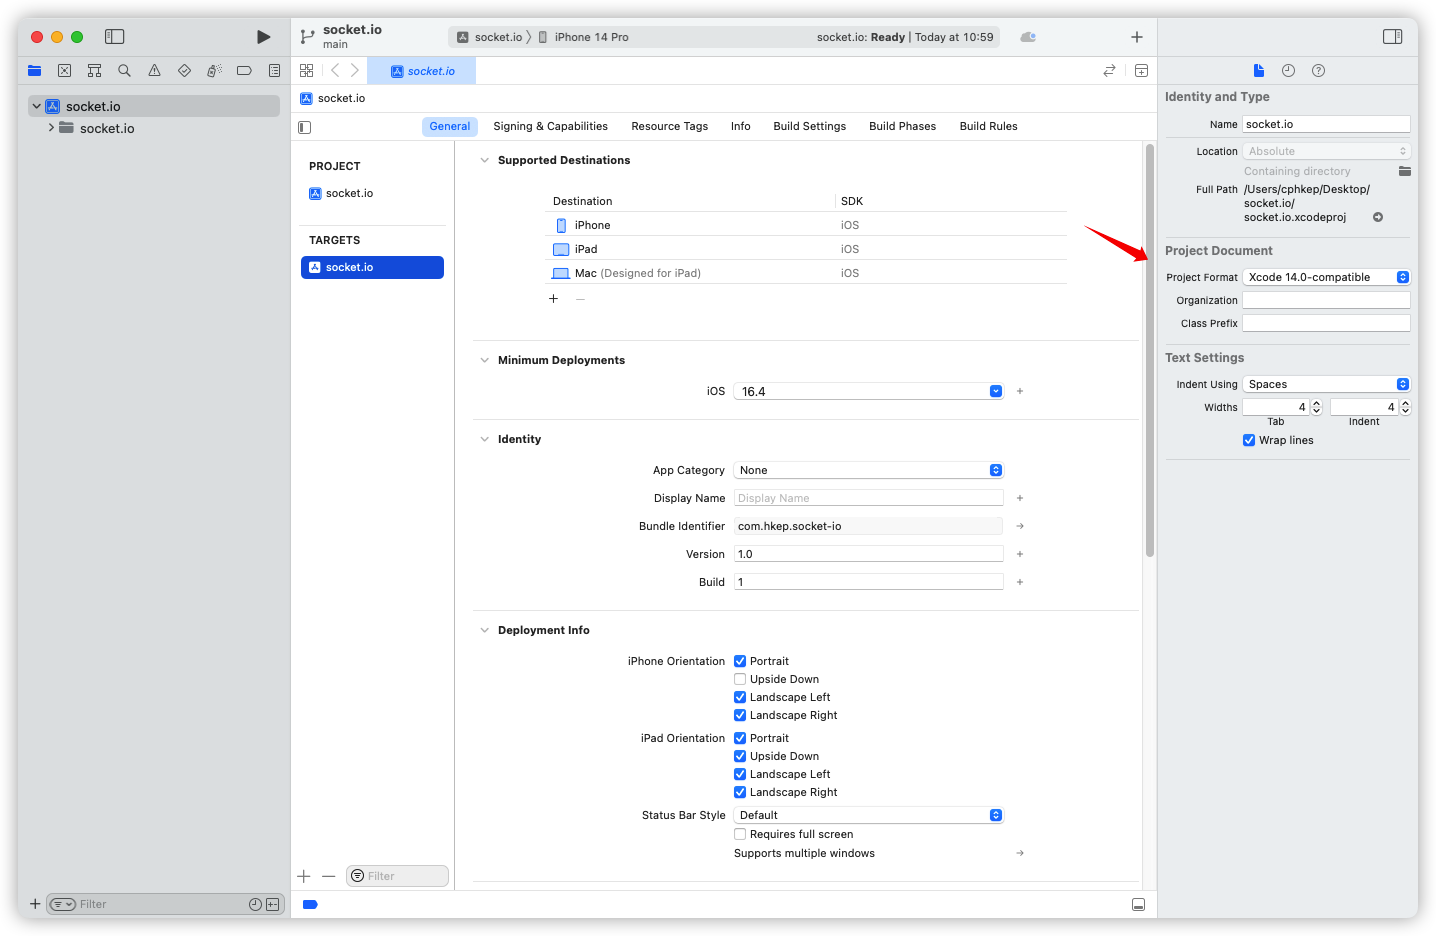 socket.io
main
socket.io
iPhone 14 Pro
socket.io: Ready | Today at 10:59
socket.io
socket.io
socket.io
socket.io
General
Signing & Capabilities
Resource Tags
Info
Build Settings
Build Phases
Build Rules
PROJECT
socket.io
TARGETS
socket.io
Filter
Filter
Supported Destinations
Destination
SDK
iPhone
iOS
iPad
iOS
Mac (Designed for iPad)
iOS
Minimum Deployments
iOS
16.4
Identity
App Category
None
Display Name
Display Name
Bundle Identifier
com.hkep.socket-io
Version
1.0
Build
1
Deployment Info
iPhone Orientation
Portrait
Upside Down
Landscape Left
Landscape Right
iPad Orientation
Portrait
Upside Down
Landscape Left
Landscape Right
Status Bar Style
Default
Requires full screen
Supports multiple windows
Identity and Type
Name
socket.io
Location
Absolute
Containing directory
Full Path
/Users/cphkep/Desktop/
socket.io/
socket.io.xcodeproj
Project Document
Project Format
Xcode 14.0-compatible
Organization
Class Prefix
Text Settings
Indent Using
Spaces
Widths
4
4
Tab
Indent
Wrap lines